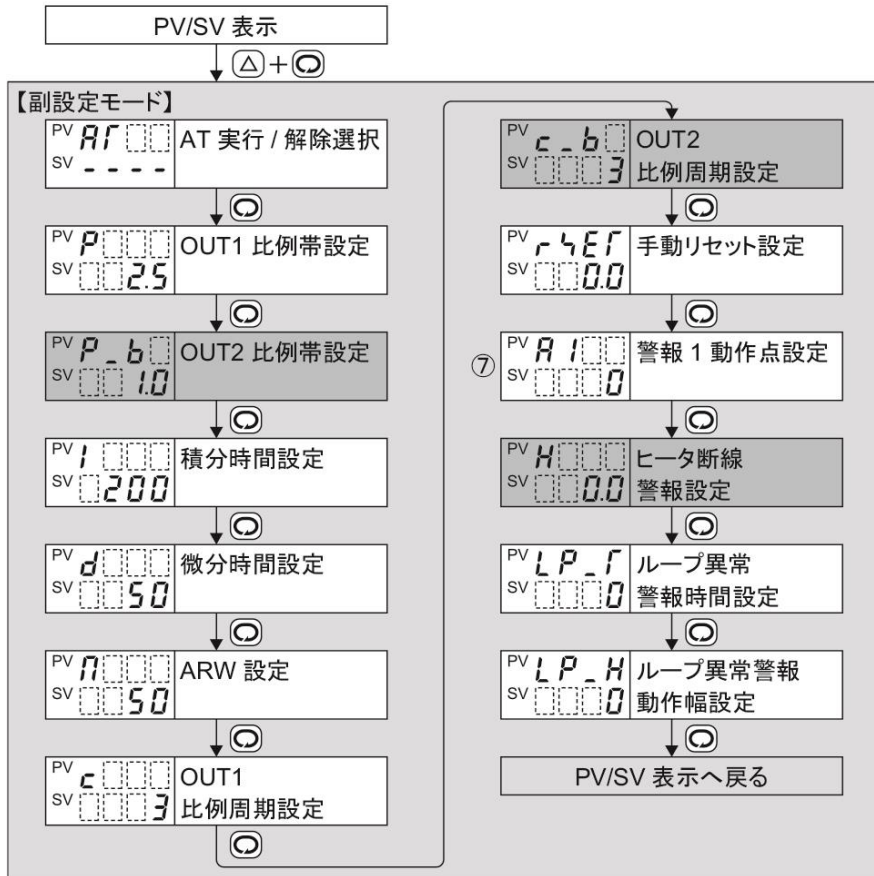 PV/SV 表示
△+
【副設定モード】
PV AT
SV ----
AT 実行 / 解除選択
PV P
SV 2.5
OUT1 比例帯設定
PV P_b
SV 1.0
OUT2 比例帯設定
PV I
SV 200
積分時間設定
PV d
SV 50
微分時間設定
PV
SV 50
ARW 設定
PV c
SV 3
OUT1
比例周期設定
PV c_b
SV 3
OUT2
比例周期設定
PV
SV 0.0
手動リセット設定
⑦
PV A1
SV 0
警報 1 動作点設定
PV H
SV 0.0
ヒータ断線
警報設定
PV LP_T
SV 0
ループ異常
警報時間設定
PV LP_H
SV 0
ループ異常警報
動作幅設定
PV/SV 表示へ戻る